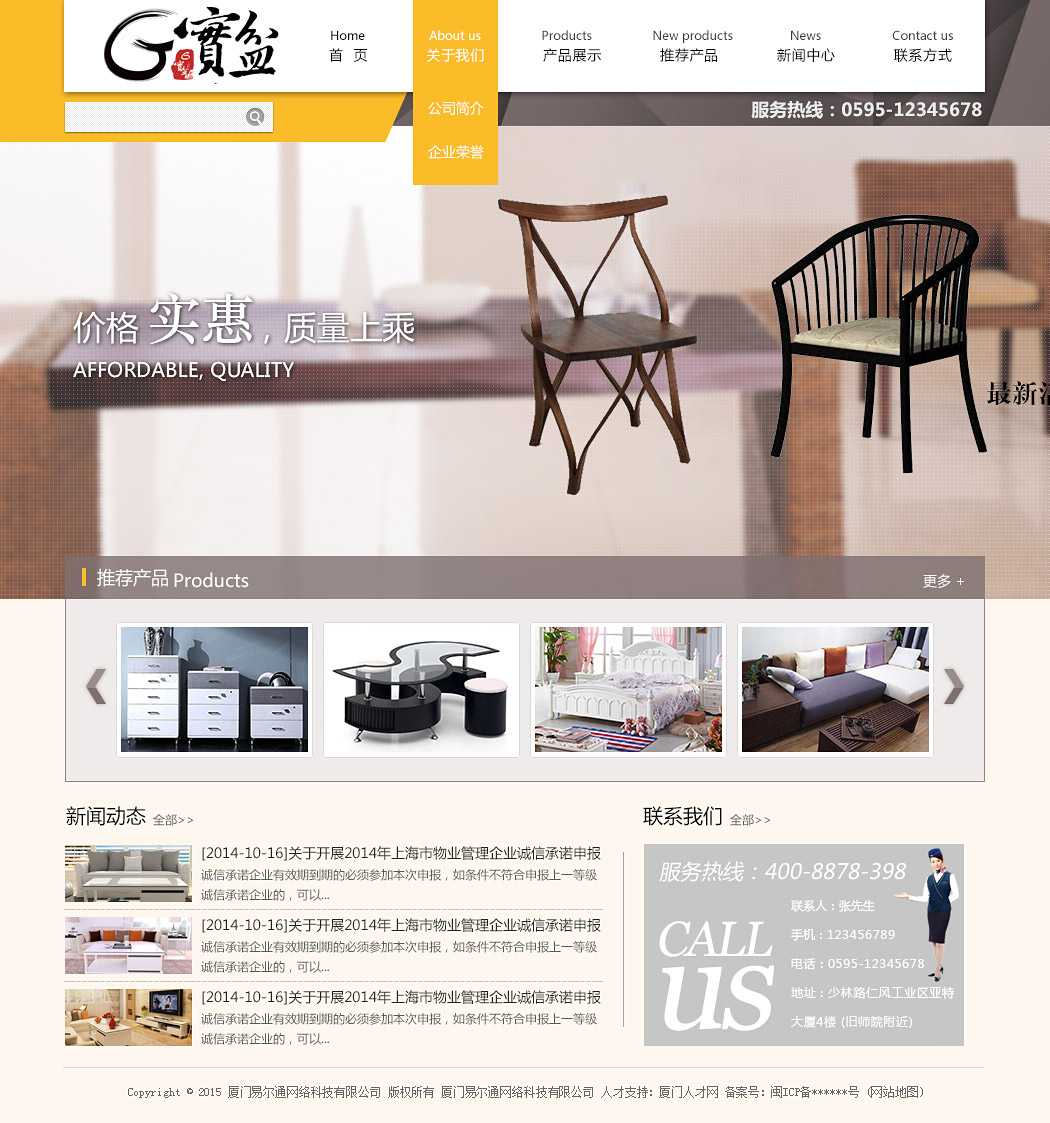 G 實盆
Home
首 页
About us
关于我们
Products
产品展示
New products
推荐产品
News
新闻中心
Contact us
联系方式
公司简介
企业荣誉
服务热线：0595-12345678
价格 实惠，质量上乘
AFFORDABLE, QUALITY
最新
推荐产品 Products
更多 +
新闻动态 全部>>
[2014-10-16]关于开展2014年上海市物业管理企业诚信承诺申报
诚信承诺企业有效期到期的必须参加本次申报，如条件不符合申报上一等级
诚信承诺企业的，可以...
[2014-10-16]关于开展2014年上海市物业管理企业诚信承诺申报
诚信承诺企业有效期到期的必须参加本次申报，如条件不符合申报上一等级
诚信承诺企业的，可以...
[2014-10-16]关于开展2014年上海市物业管理企业诚信承诺申报
诚信承诺企业有效期到期的必须参加本次申报，如条件不符合申报上一等级
诚信承诺企业的，可以...
联系我们 全部>>
服务热线：400-8878-398
CALL
us
联系人：张先生
手机：123456789
电话：0595-12345678
地址：少林路仁风工业区亚特
大厦4楼 (旧师院附近)
Copyright © 2015 厦门易尔通网络科技有限公司 版权所有 厦门易尔通网络科技有限公司 人才支持：厦门人才网 备案号：闽ICP备******号 (网站地图)